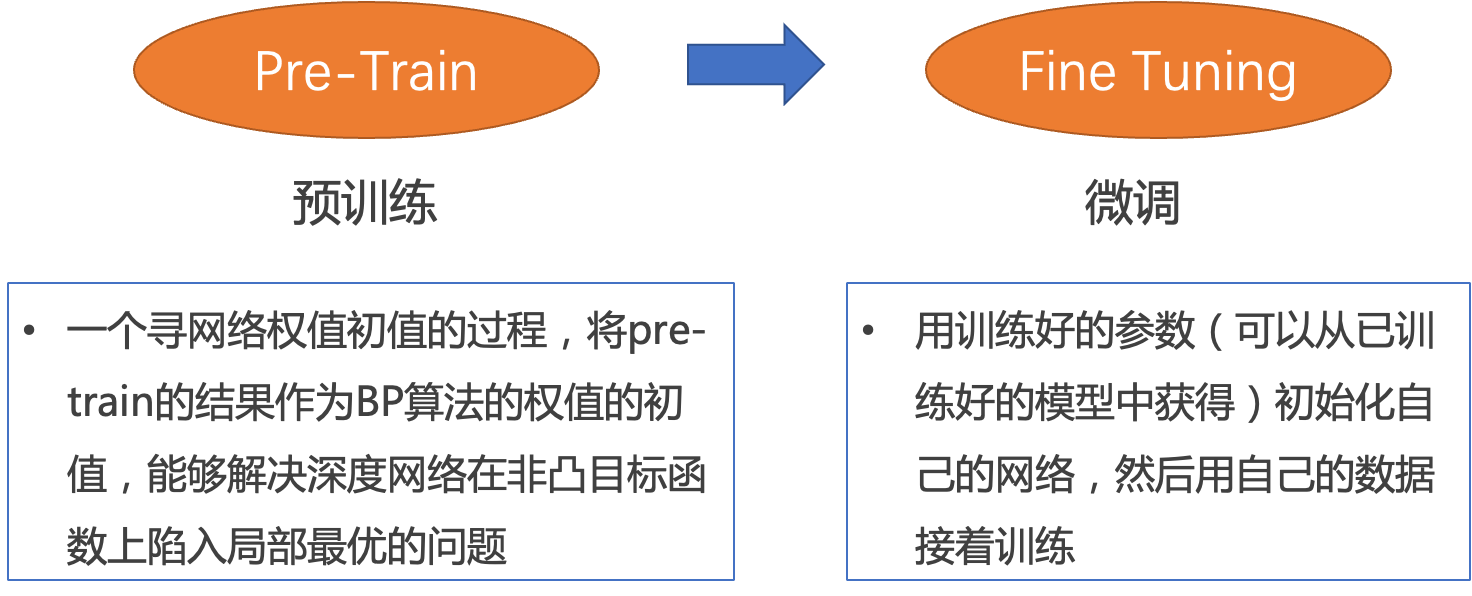 Pre-Train
Fine Tuning
预训练
微调
• 一个寻网络权值初值的过程，将pre-
train的结果作为BP算法的权值的初
值，能够解决深度网络在非凸目标函
数上陷入局部最优的问题
• 用训练好的参数（可以从已训
练好的模型中获得）初始化自
己的网络，然后用自己的数据
接着训练